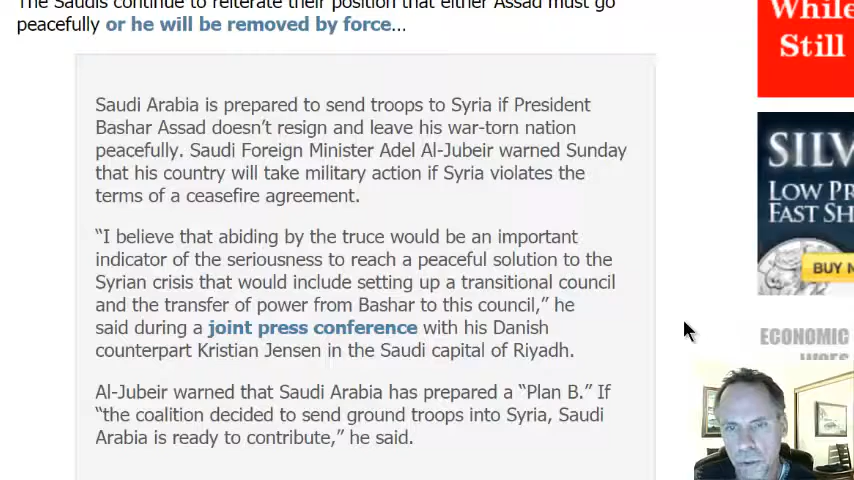 The Saudis continue to reiterate their position that either Assad must go
peacefully or he will be removed by force...
Saudi Arabia is prepared to send troops to Syria if President
Bashar Assad doesn’t resign and leave his war-torn nation
peacefully. Saudi Foreign Minister Adel Al-Jubeir warned Sunday
that his country will take military action if Syria violates the
terms of a ceasefire agreement.
“I believe that abiding by the truce would be an important
indicator of the seriousness to reach a peaceful solution to the
Syrian crisis that would include setting up a transitional council
and the transfer of power from Bashar to this council,” he
said during a joint press conference with his Danish
counterpart Kristian Jensen in the Saudi capital of Riyadh.
Al-Jubeir warned that Saudi Arabia has prepared a “Plan B.” If
“the coalition decided to send ground troops into Syria, Saudi
Arabia is ready to contribute,” he said.
While
Still
SILV
LOW PR
FAST SH
BUY
ECONOMIC